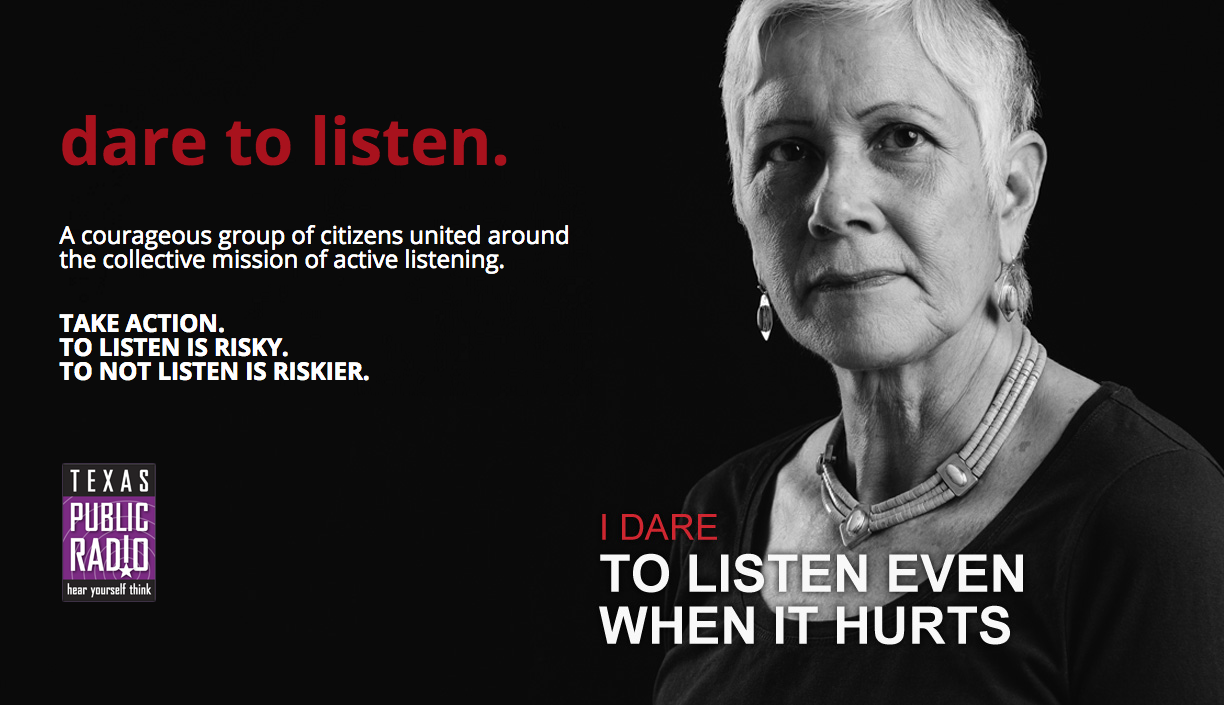 dare to listen.
A courageous group of citizens united around
the collective mission of active listening.
TAKE ACTION.
TO LISTEN IS RISKY.
TO NOT LISTEN IS RISKIER.
TEXAS
PUBLIC
RADIO
hear yourself think
I DARE
TO LISTEN EVEN
WHEN IT HURTS